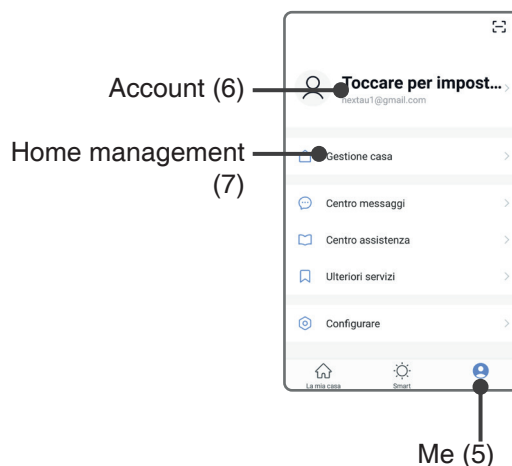 Account (6)
Toccare per impost...
nextau1@gmail.com
Home management
(7)
Gestione casa
Centro messaggi
Centro assistenza
Ulteriori servizi
Configurare
La mia casa
Smart
Me (5)